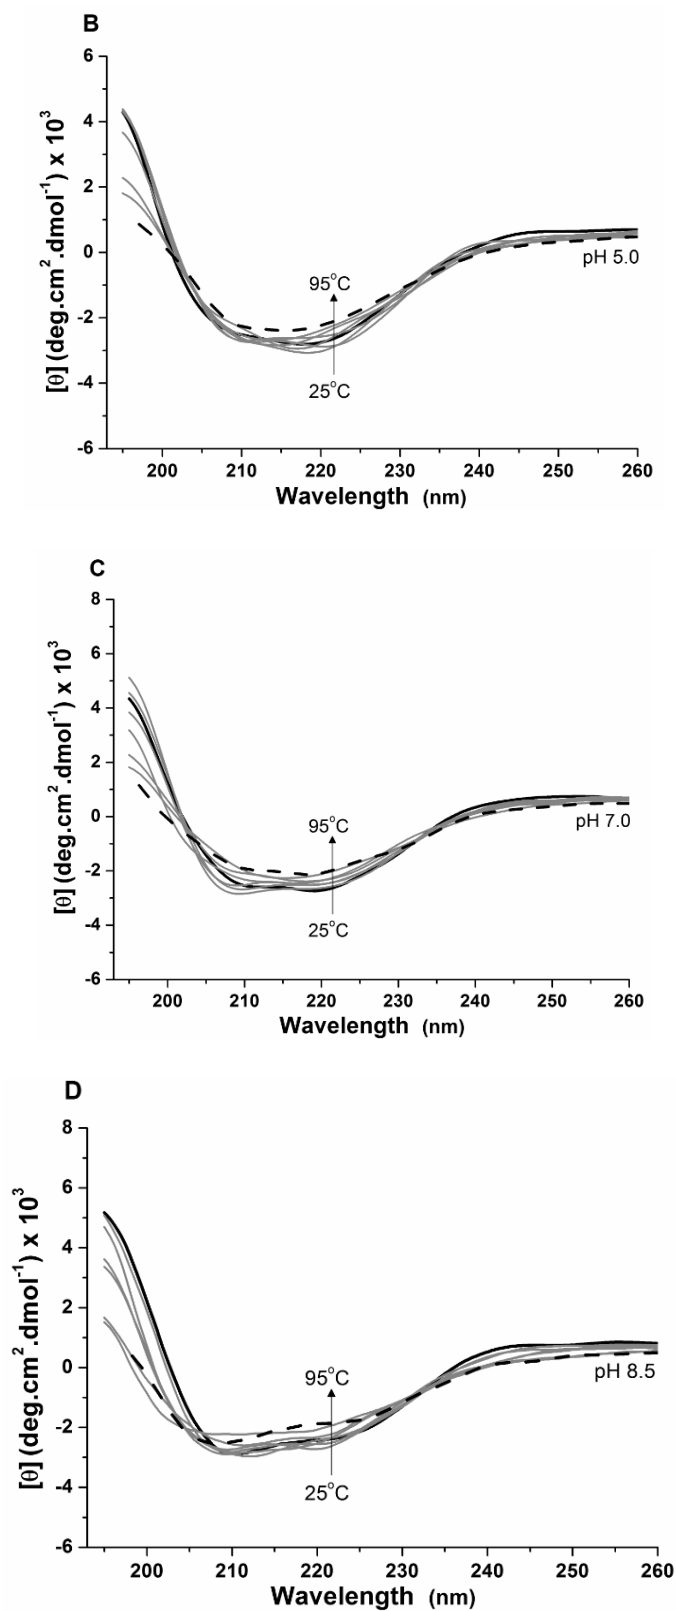 B
[θ] (deg.cm².dmol⁻¹) x 10³
6
4
2
0
-2
-4
-6
95°C
25°C
pH 5.0
200 210 220 230 240 250 260
Wavelength (nm)
C
[θ] (deg.cm².dmol⁻¹) x 10³
8
6
4
2
0
-2
-4
-6
95°C
25°C
pH 7.0
200 210 220 230 240 250 260
Wavelength (nm)
D
[θ] (deg.cm².dmol⁻¹) x 10³
8
6
4
2
0
-2
-4
-6
95°C
25°C
pH 8.5
200 210 220 230 240 250 260
Wavelength (nm)